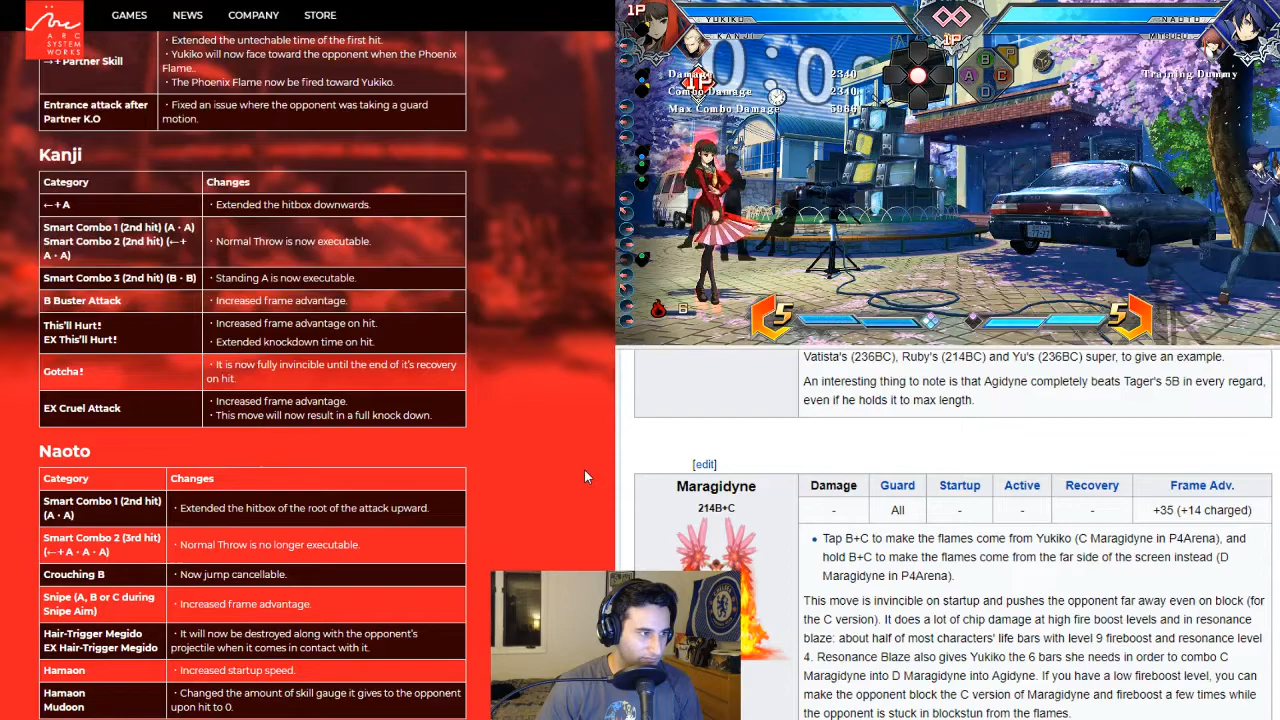 ARC
SYSTEM
WORKS
GAMES NEWS COMPANY STORE
→+Partner Skill
・Extended the untechable time of the first hit.
・Yukiko will now face toward the opponent when the Phoenix
Flame..
・The Phoenix Flame now be fired toward Yukiko.
Entrance attack after
Partner K.O
・Fixed an issue where the opponent was taking a guard
motion.
Kanji
Category Changes
←+A ・Extended the hitbox downwards.
Smart Combo 1 (2nd hit) (A・A)
Smart Combo 2 (2nd hit) (←+
A・A)
・Normal Throw is now executable.
Smart Combo 3 (2nd hit) (B・B) ・Standing A is now executable.
B Buster Attack ・Increased frame advantage.
This'll Hurt!
EX This'll Hurt!
・Increased frame advantage on hit.
・Extended knockdown time on hit.
Gotcha!
・It is now fully invincible until the end of it's recovery
on hit.
EX Cruel Attack
・Increased frame advantage.
・This move will now result in a full knock down.
Naoto
Category Changes
Smart Combo 1 (2nd hit)
(A・A)
・Extended the hitbox of the root of the attack upward.
Smart Combo 2 (3rd hit)
(←+A・A・A)
・Normal Throw is no longer executable.
Crouching B ・Now jump cancellable.
Snipe (A, B or C during
Snipe Aim)
・Increased frame advantage.
Hair-Trigger Megido
EX Hair-Trigger Megido
・It will now be destroyed along with the opponent's
projectile when it comes in contact with it.
Hamaon ・Increased startup speed.
Hamaon
Mudoon
・Changed the amount of skill gauge it gives to the opponent
upon hit to 0.
1P
YUKIKO
KANJI
NAOTO
MITSURU
1P
Damage 2340
Combo Damage 2340
Max Combo Damage
Training Dummy
A B C D P
B
5 5
Vatista's (236BC), Ruby's (214BC) and Yu's (236BC) super, to give an example.
An interesting thing to note is that Agidyne completely beats Tager's 5B in every regard,
even if he holds it to max length.
[edit]
Maragidyne
214B+C
Damage Guard Startup Active Recovery Frame Adv.
- All - - - +35 (+14 charged)
• Tap B+C to make the flames come from Yukiko (C Maragidyne in P4Arena), and
hold B+C to make the flames come from the far side of the screen instead (D
Maragidyne in P4Arena).
This move is invincible on startup and pushes the opponent far away even on block (for
the C version). It does a lot of chip damage at high fire boost levels and in resonance
blaze: about half of most characters' life bars with level 9 fireboost and resonance level
4. Resonance Blaze also gives Yukiko the 6 bars she needs in order to combo C
Maragidyne into D Maragidyne into Agidyne. If you have a low fireboost level, you can
make the opponent block the C version of Maragidyne and fireboost a few times while
the opponent is stuck in blockstun from the flames.